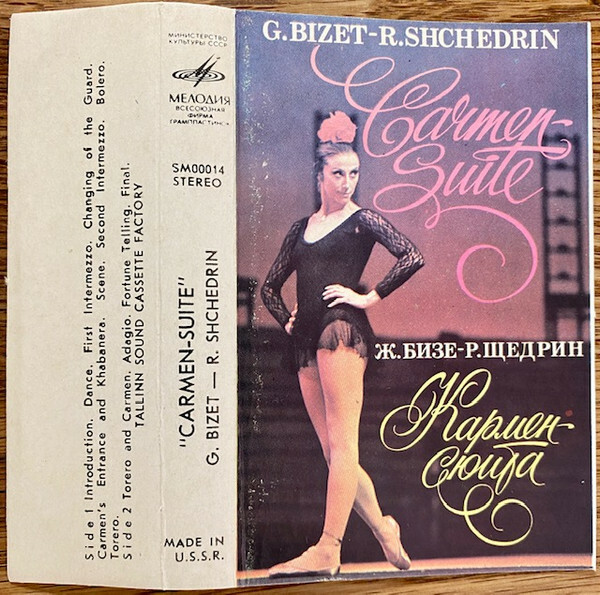 Side 1 Introduction. Dance. First Intermezzo. Changing of the Guard.
Carmen's Entrance and Khabanera. Scene. Second Intermezzo. Bolero.
Torero.
Side 2 Torero and Carmen. Adagio. Fortune Telling. Final.
TALLINN SOUND CASSETTE FACTORY
МИНИСТЕРСТВО
КУЛЬТУРЫ СССР
МЕЛОДИЯ
ВСЕСОЮЗНАЯ
ФИРМА
ГРАМПЛАСТИНОК
SM00014
STEREO
"CARMEN-SUITE"
G. BIZET — R. SHCHEDRIN
MADE IN
U.S.S.R.
G.BIZET-R.SHCHEDRIN
Carmen-
Suite
Ж.БИЗЕ-Р.ЩЕДРИН
Кармен-
сюита